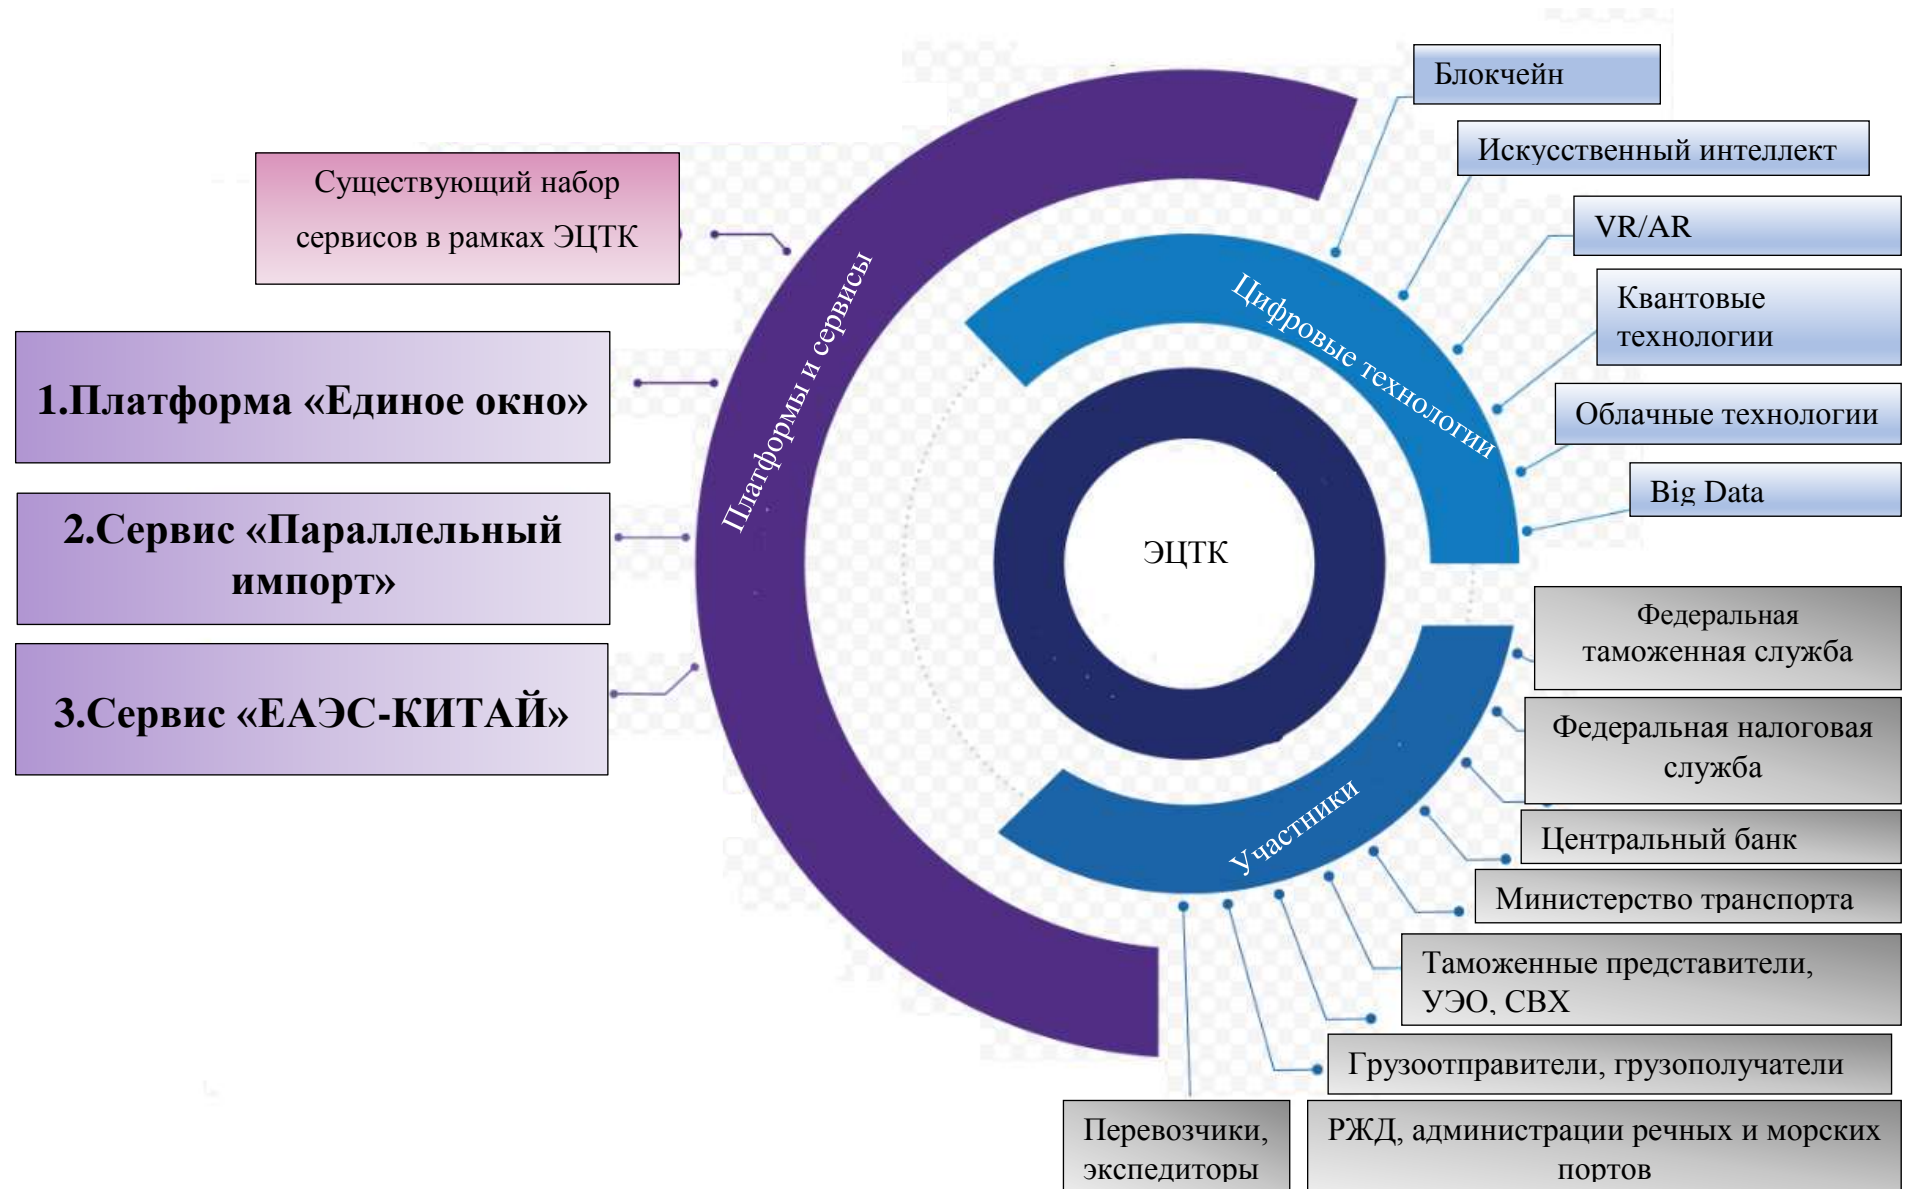 Существующий набор
сервисов в рамках ЭЦТК
1.Платформа «Единое окно»
2.Сервис «Параллельный
импорт»
3.Сервис «ЕАЭС-КИТАЙ»
Платформы и сервисы
Цифровые технологии
ЭЦТК
Участники
Блокчейн
Искусственный интеллект
VR/AR
Квантовые
технологии
Облачные технологии
Big Data
Федеральная
таможенная служба
Федеральная налоговая
служба
Центральный банк
Министерство транспорта
Таможенные представители,
УЭО, СВХ
Грузоотправители, грузополучатели
Перевозчики,
экспедиторы
РЖД, администрации речных и морских
портов